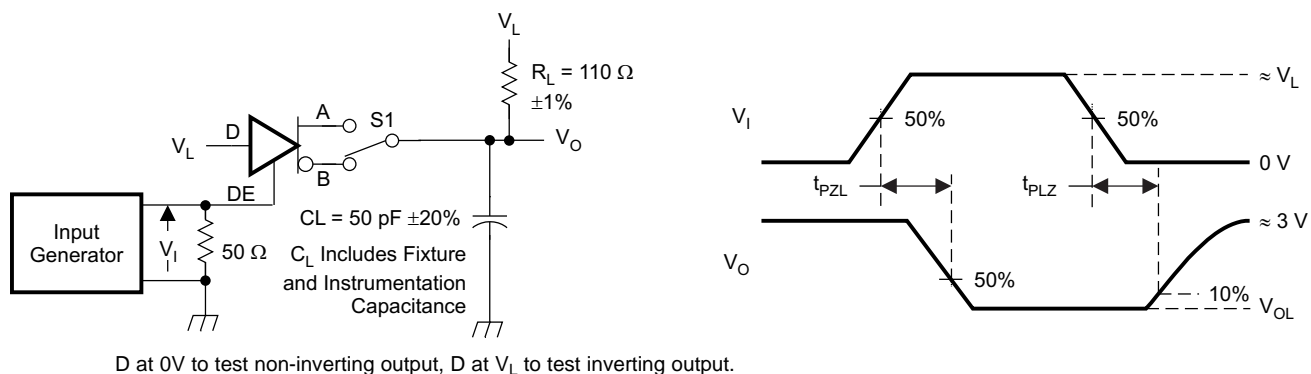 V_L
R_L = 110 Ω
±1%
A
S1
D
V_L
V_O
B
DE
Input
Generator
V_I
50 Ω
CL = 50 pF ±20%
C_L Includes Fixture
and Instrumentation
Capacitance
V_I
50%
50%
≈ V_L
0 V
t_PZL
t_PLZ
≈ 3 V
V_O
50%
10%
V_OL
D at 0V to test non-inverting output, D at V_L to test inverting output.